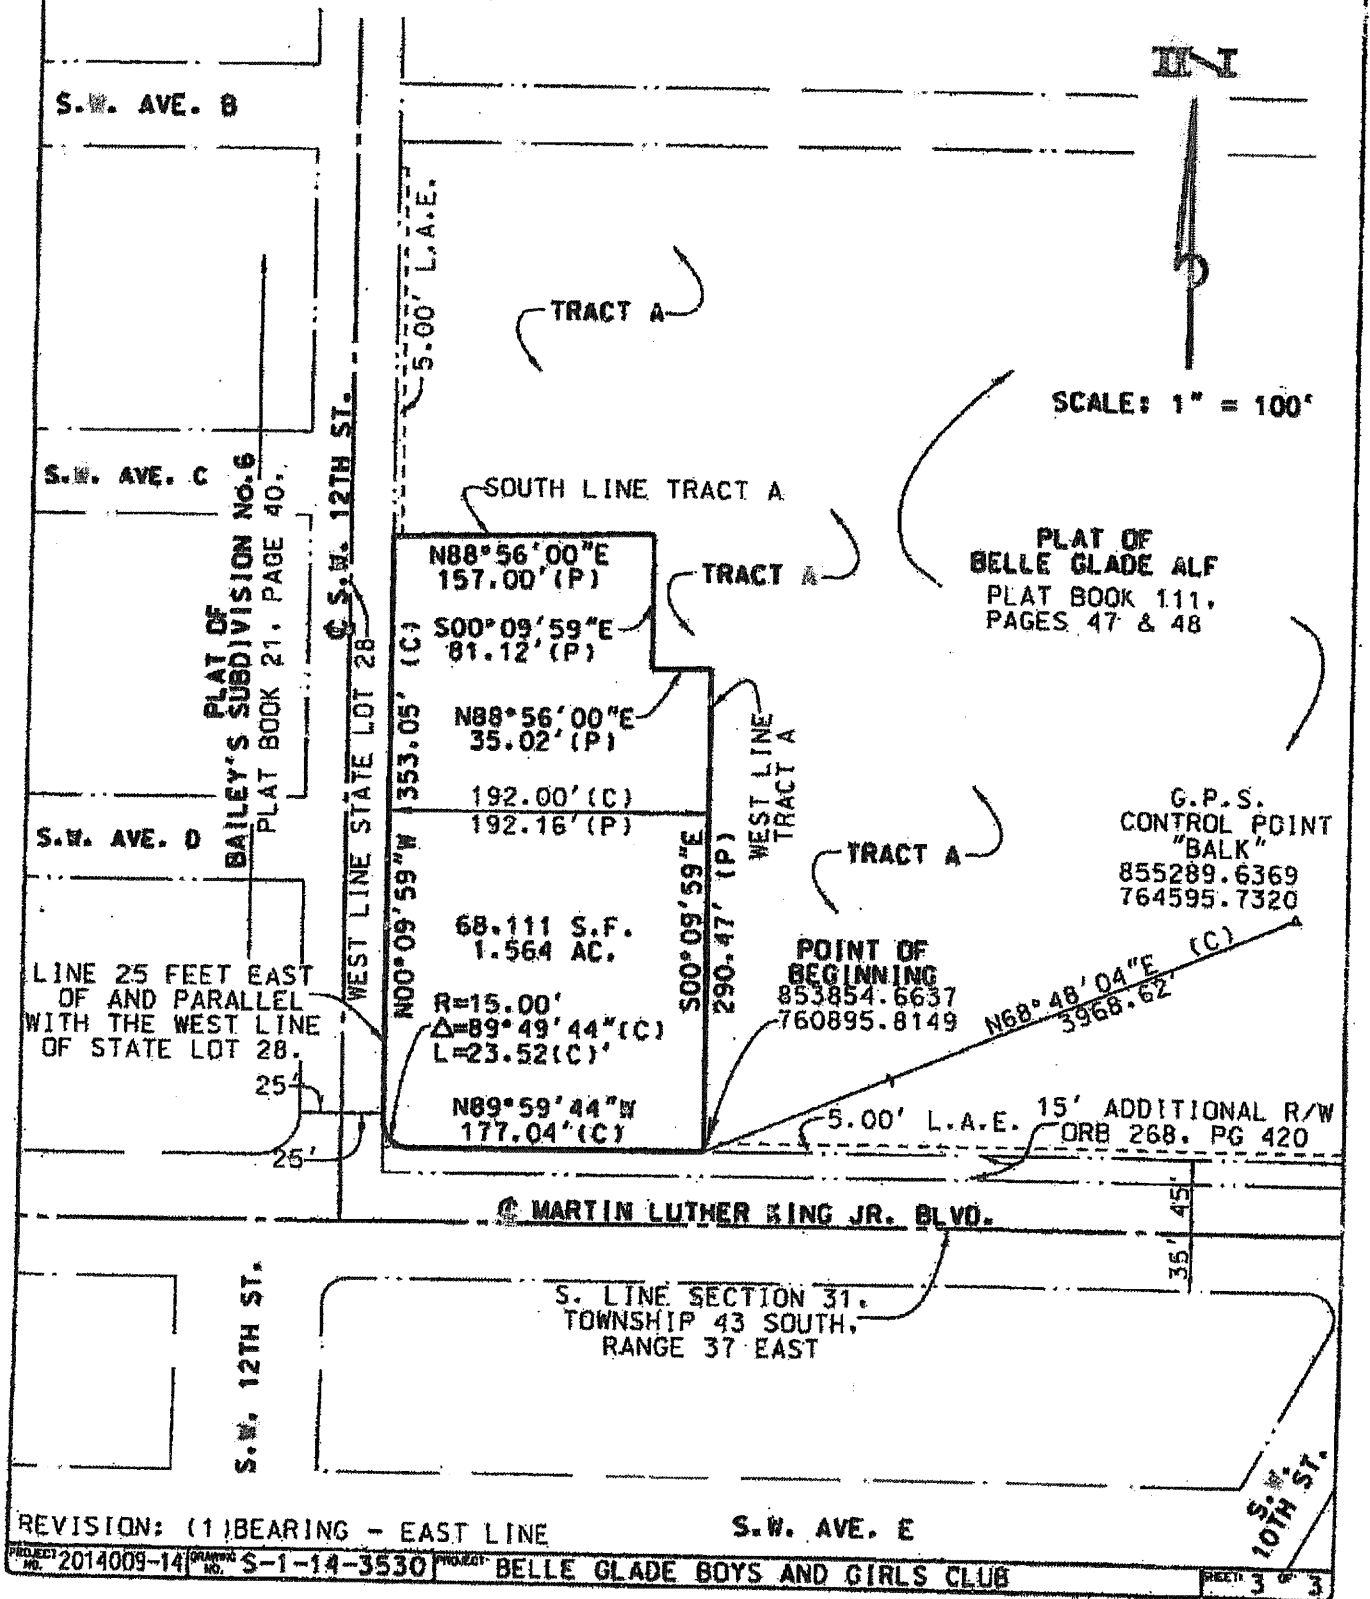 S.W. AVE. B
5.00' L.A.E.
TRACT A
SCALE: 1" = 100'
S.W. AVE. C
℄ S.W. 12TH ST.
SOUTH LINE TRACT A
N88°56'00"E
157.00'(P)
TRACT A
PLAT OF
BELLE GLADE ALF
PLAT BOOK 111,
PAGES 47 & 48
S00°09'59"E
81.12'(P)
PLAT OF
BAILEY'S SUBDIVISION No.6
PLAT BOOK 21, PAGE 40.
WEST LINE STATE LOT 28
N00°09'59"W 353.05' (C)
N88°56'00"E
35.02'(P)
WEST LINE
TRACT A
192.00'(C)
192.16'(P)
S.W. AVE. D
S00°09'59"E
290.47' (P)
TRACT A
G.P.S.
CONTROL POINT
"BALK"
855289.6369
764595.7320
68,111 S.F.
1.564 AC.
POINT OF
BEGINNING
853854.6637
760895.8149
N68°48'04"E (C)
3968.62'
LINE 25 FEET EAST
OF AND PARALLEL
WITH THE WEST LINE
OF STATE LOT 28.
R=15.00'
Δ=89°49'44"(C)
L=23.52(C)'
25'
25'
N89°59'44"W
177.04'(C)
5.00' L.A.E.
15' ADDITIONAL R/W
ORB 268, PG 420
℄ MARTIN LUTHER KING JR. BLVD.
45'
35'
S. LINE SECTION 31,
TOWNSHIP 43 SOUTH,
RANGE 37 EAST
S.W. 12TH ST.
S.W.
10TH ST.
REVISION: (1)BEARING - EAST LINE
S.W. AVE. E
PROJECT NO. 2014009-14 DRAWING NO. S-1-14-3530 PROJECT: BELLE GLADE BOYS AND GIRLS CLUB SHEET: 3 OF 3